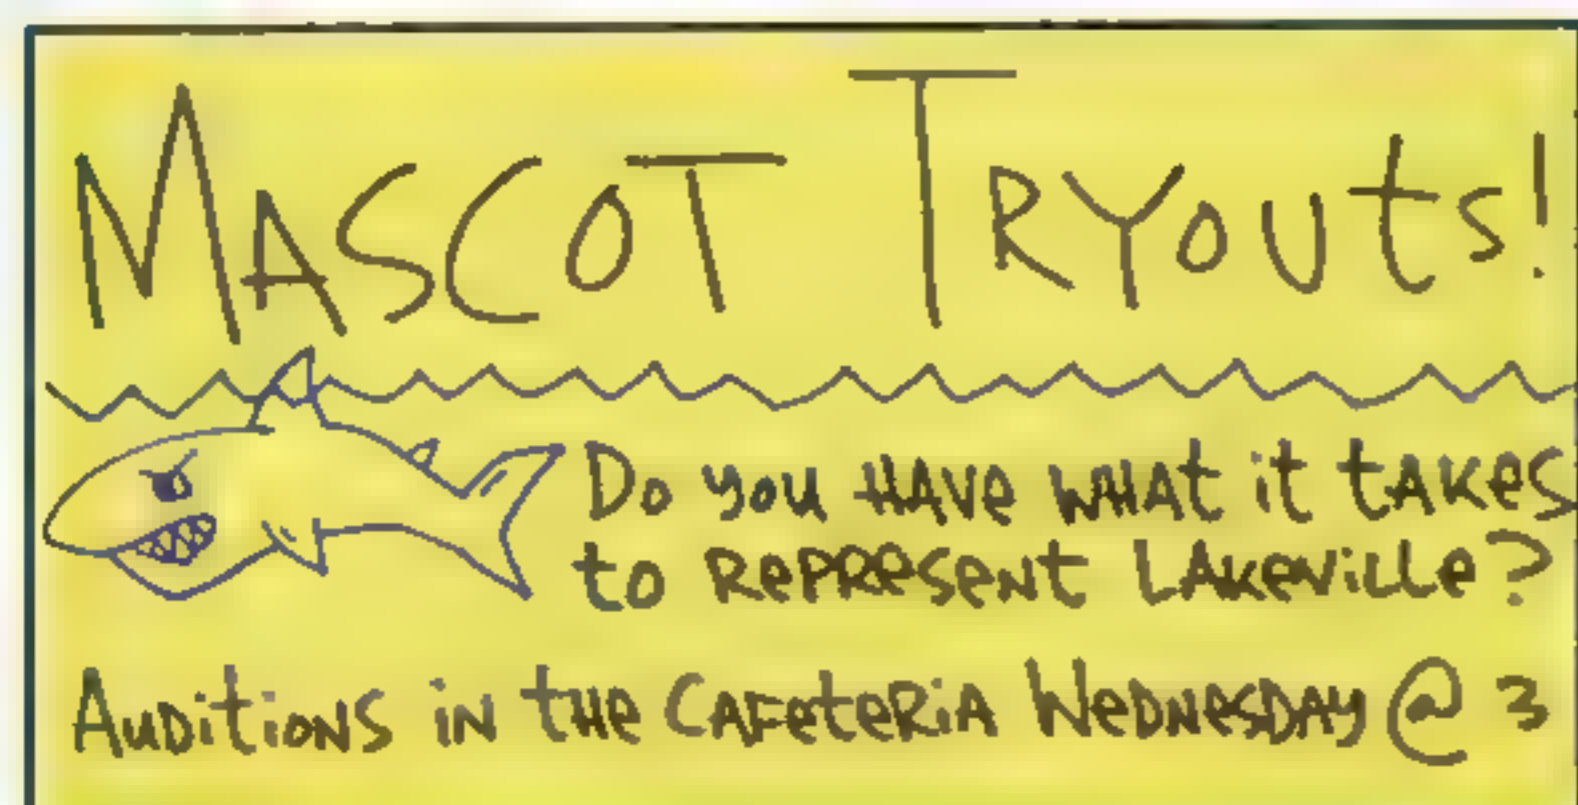 MASCOT TRYOUts!
Do you HAVe WHAt it tAKes
to RePResent LAkeville?
AuDitiONS iN tHe CAFeteRiA WeDNeSDAY @ 3